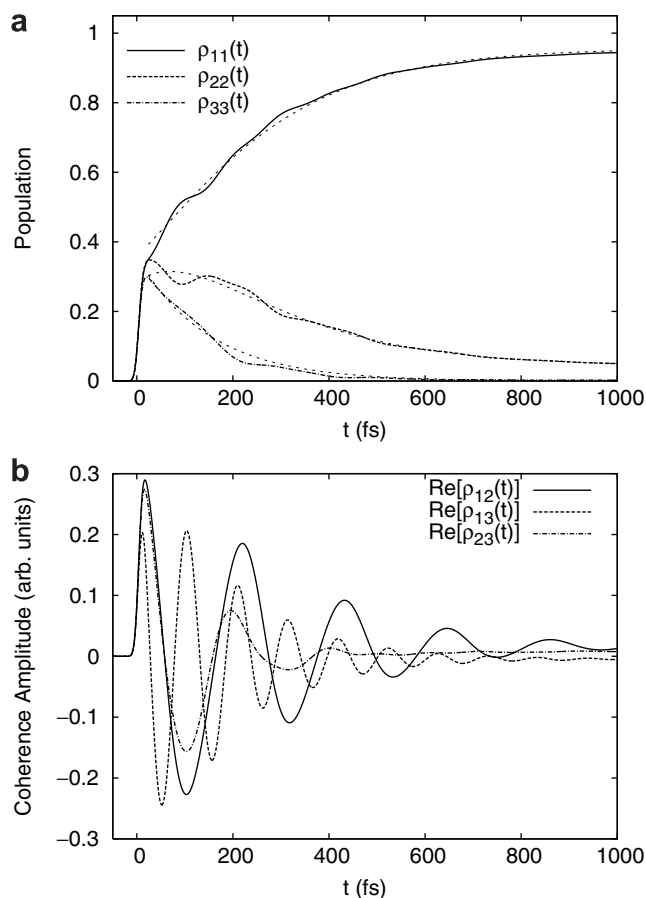 a
1
0.8
0.6
0.4
0.2
0
Population
ρ11(t)
ρ22(t)
ρ33(t)
0 200 400 600 800 1000
t (fs)
b
0.3
0.2
0.1
0
−0.1
−0.2
−0.3
Coherence Amplitude (arb. units)
Re[ρ12(t)]
Re[ρ13(t)]
Re[ρ23(t)]
0 200 400 600 800 1000
t (fs)